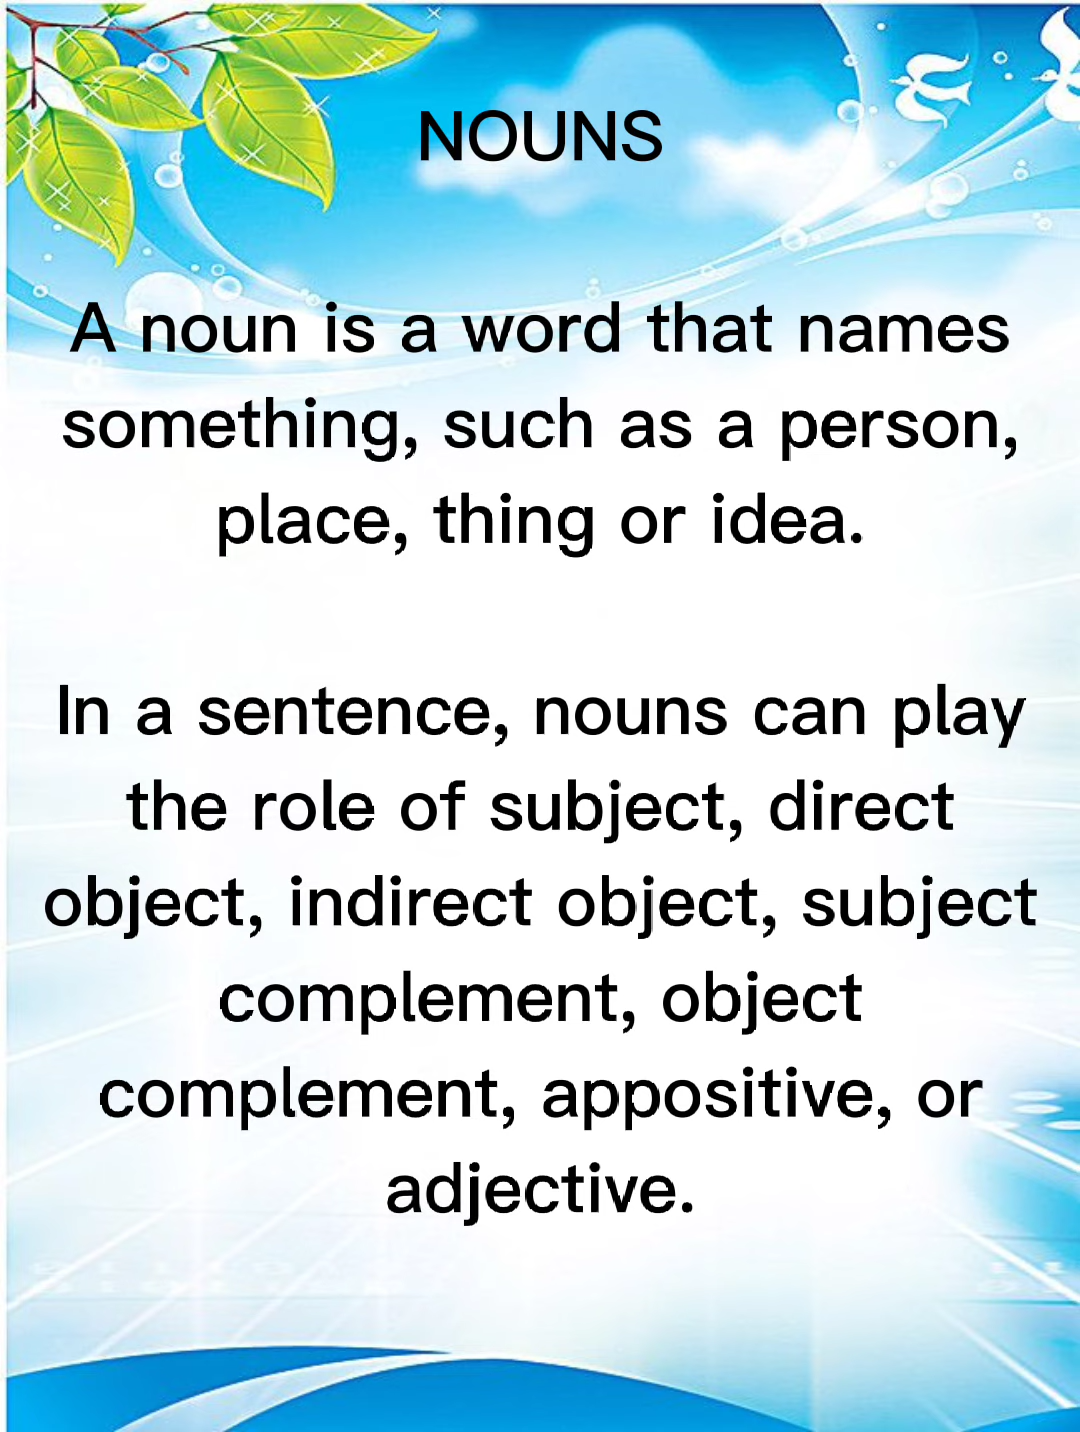 NOUNS
A noun is a word that names
something, such as a person,
place, thing or idea.
In a sentence, nouns can play
the role of subject, direct
object, indirect object, subject
complement, object
complement, appositive, or
adjective.